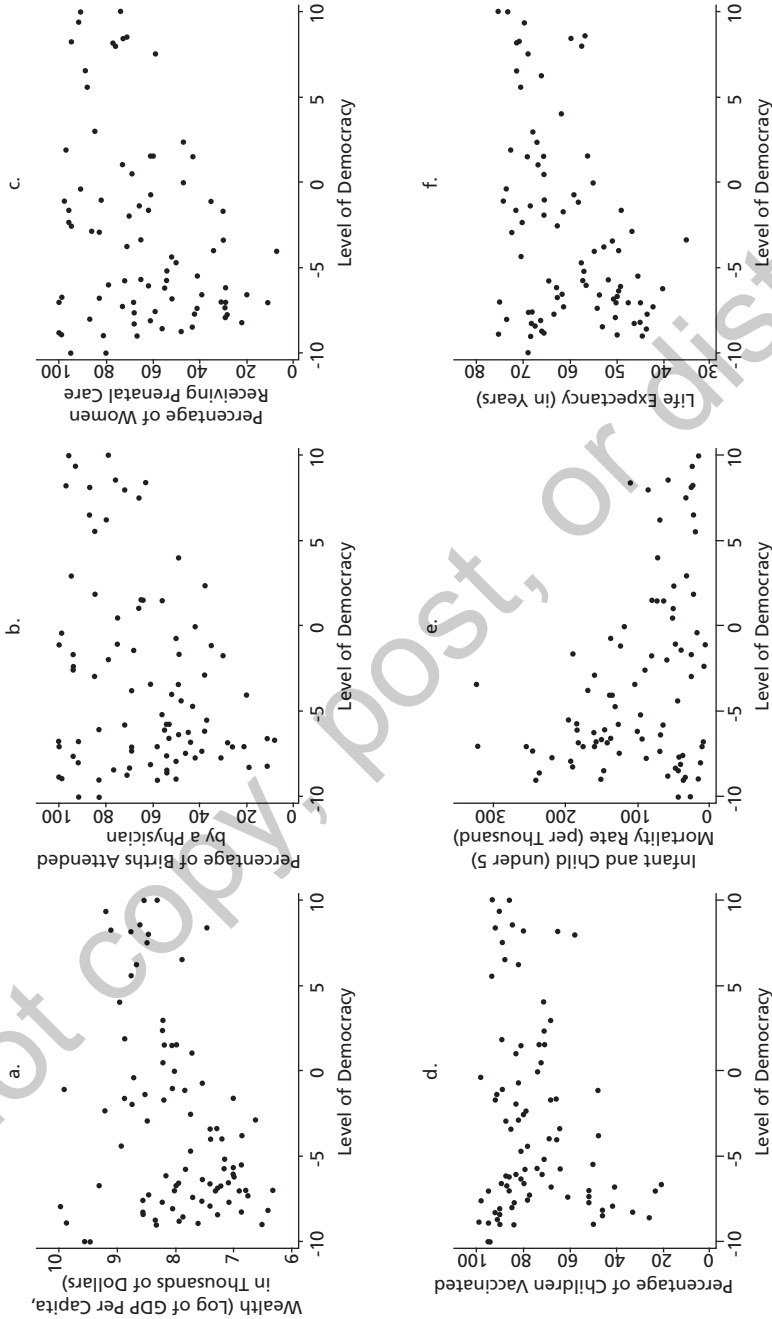 a.
Wealth (Log of GDP Per Capita,
in Thousands of Dollars)
10
9
8
7
6
-10 -5 0 5 10
Level of Democracy
b.
Percentage of Births Attended
by a Physician
100
80
60
40
20
0
-10 -5 0 5 10
Level of Democracy
c.
Percentage of Women
Receiving Prenatal Care
100
80
60
40
20
0
-10 -5 0 5 10
Level of Democracy
d.
Percentage of Children Vaccinated
100
80
60
40
20
0
-10 -5 0 5 10
Level of Democracy
e.
Infant and Child (under 5)
Mortality Rate (per Thousand)
300
200
100
0
-10 -5 0 5 10
Level of Democracy
f.
Life Expectancy (in Years)
80
70
60
50
40
30
-10 -5 0 5 10
Level of Democracy
not copy, post, or dist